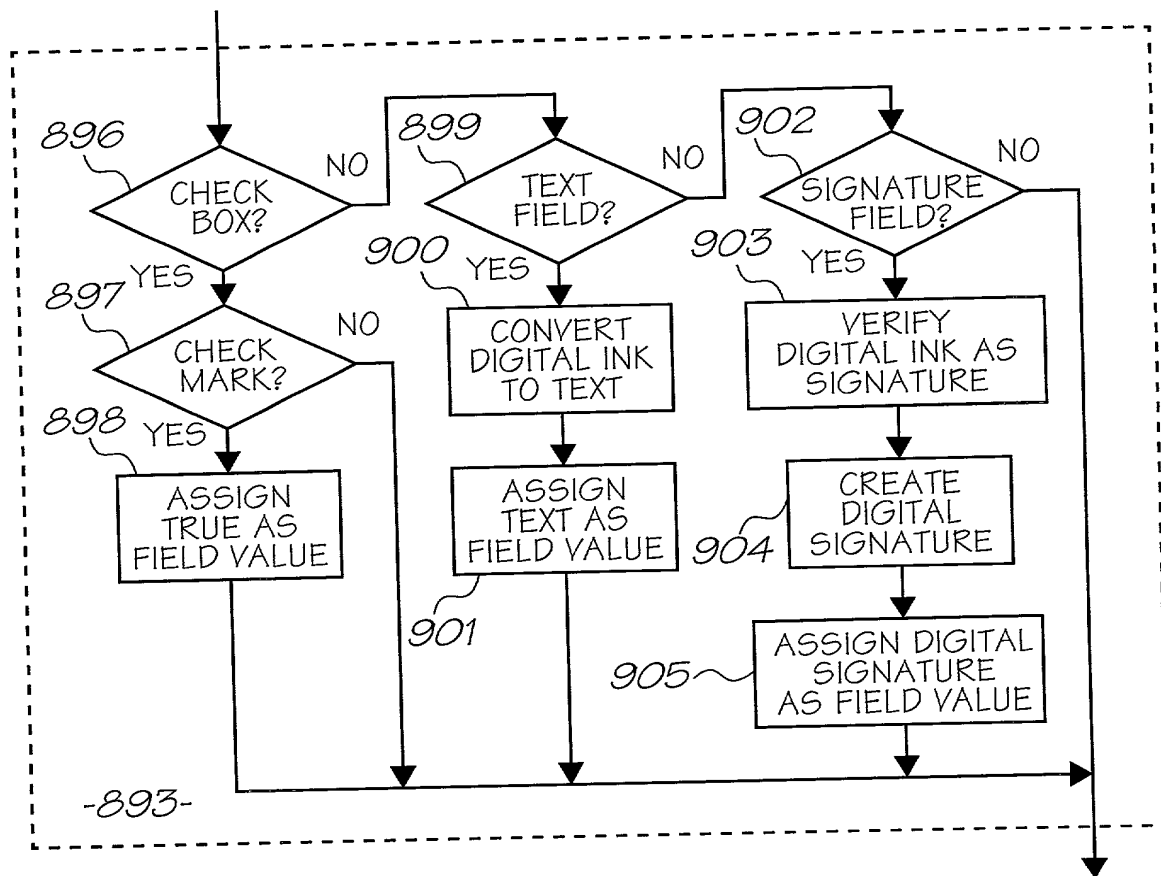 896
CHECK
BOX?
NO
YES
897
CHECK
MARK?
NO
YES
898
ASSIGN
TRUE AS
FIELD VALUE
899
TEXT
FIELD?
NO
YES
900
CONVERT
DIGITAL INK
TO TEXT
ASSIGN
TEXT AS
FIELD VALUE
901
902
SIGNATURE
FIELD?
NO
YES
903
VERIFY
DIGITAL INK AS
SIGNATURE
CREATE
DIGITAL
SIGNATURE
904
ASSIGN DIGITAL
SIGNATURE
AS FIELD VALUE
905
-893-